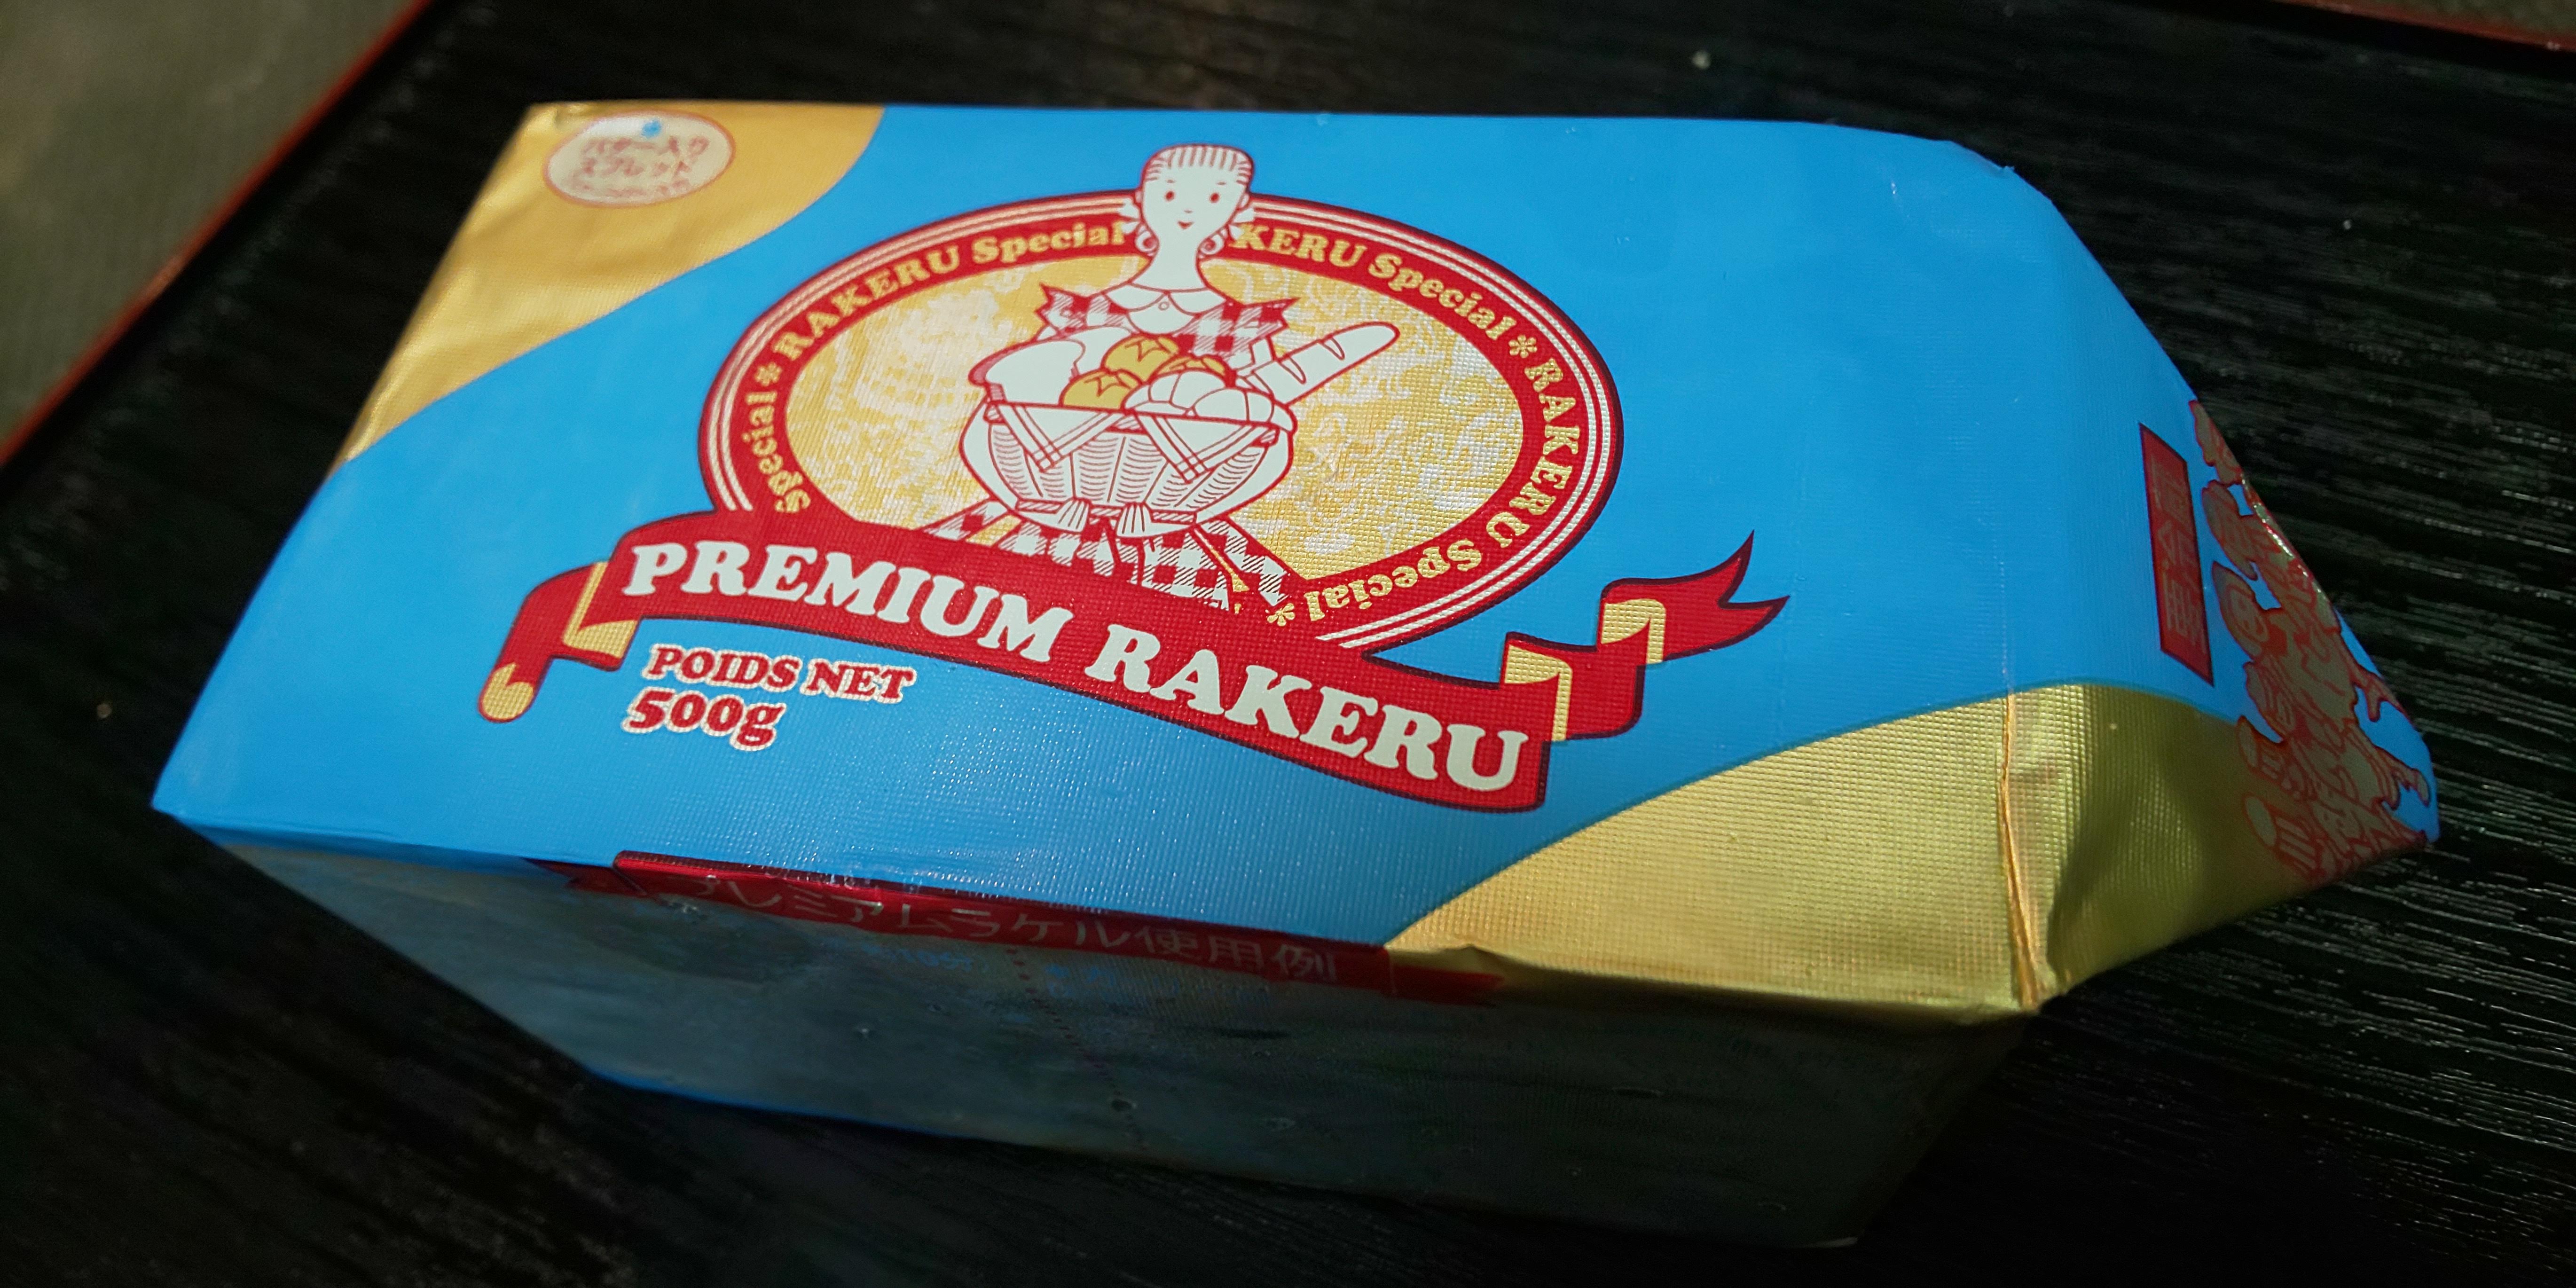 バター入り
スプレッド
Special * RAKERU Special
KERU Special * RAKERU Special *
PREMIUM RAKERU
POIDS NET
500g
プレミアムラケル使用例